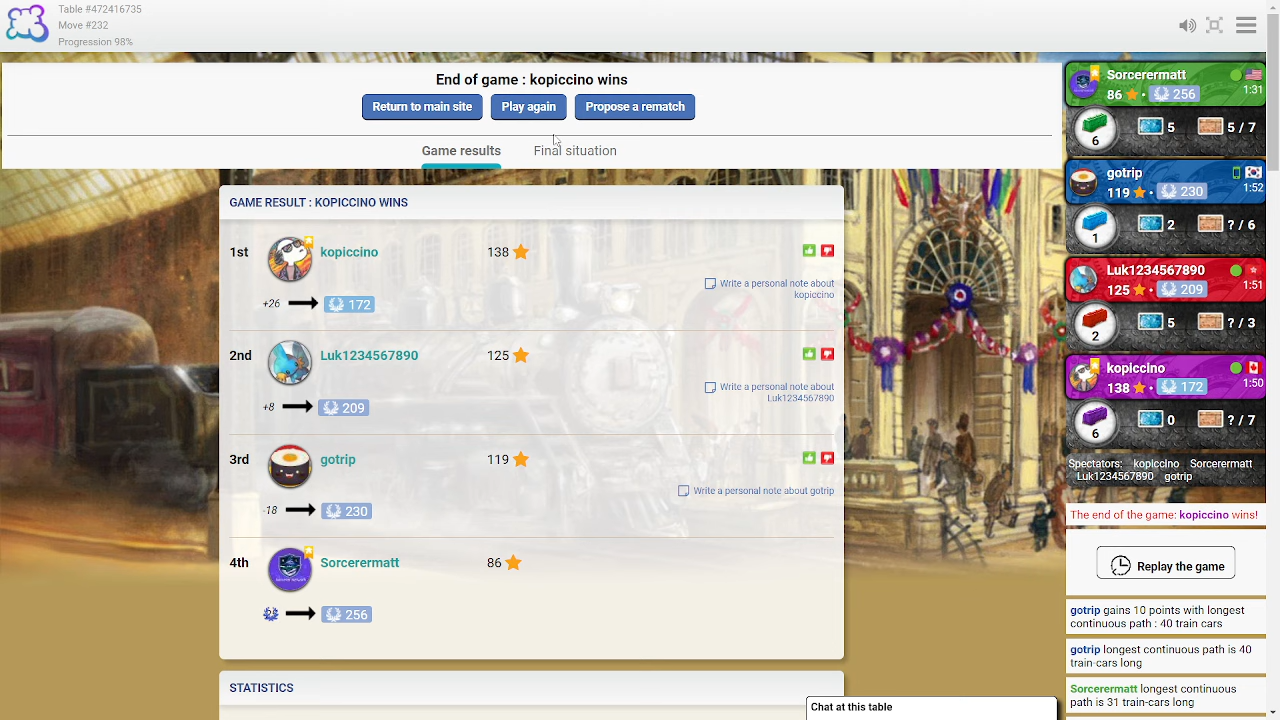 Table #472416735
Move #232
Progression 98%
End of game : kopiccino wins
Return to main site
Play again
Propose a rematch
Game results
Final situation
GAME RESULT : KOPICCINO WINS
1st
kopiccino
138
Write a personal note about
kopiccino
+26
172
2nd
Luk1234567890
125
Write a personal note about
Luk1234567890
+8
209
3rd
gotrip
119
Write a personal note about gotrip
-18
230
4th
Sorcerermatt
86
256
STATISTICS
Chat at this table
Sorcerermatt
86 • 256
1:31
6
5
5 / 7
gotrip
119 • 230
1:52
1
2
? / 6
Luk1234567890
125 • 209
1:51
2
5
? / 3
kopiccino
138 • 172
1:50
6
0
? / 7
Spectators: kopiccino Sorcerermatt
Luk1234567890 gotrip
The end of the game: kopiccino wins!
Replay the game
gotrip gains 10 points with longest
continuous path : 40 train-cars
gotrip longest continuous path is 40
train-cars long
Sorcerermatt longest continuous
path is 31 train-cars long